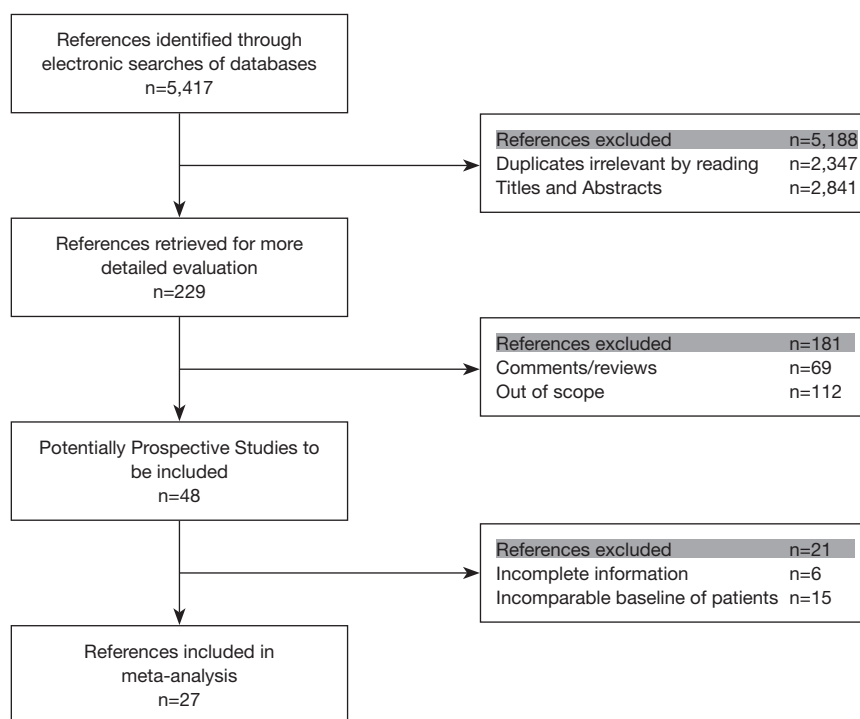 References identified through
electronic searches of databases
n=5,417
References excluded n=5,188
Duplicates irrelevant by reading n=2,347
Titles and Abstracts n=2,841
References retrieved for more
detailed evaluation
n=229
References excluded n=181
Comments/reviews n=69
Out of scope n=112
Potentially Prospective Studies to
be included
n=48
References excluded n=21
Incomplete information n=6
Incomparable baseline of patients n=15
References included in
meta-analysis
n=27